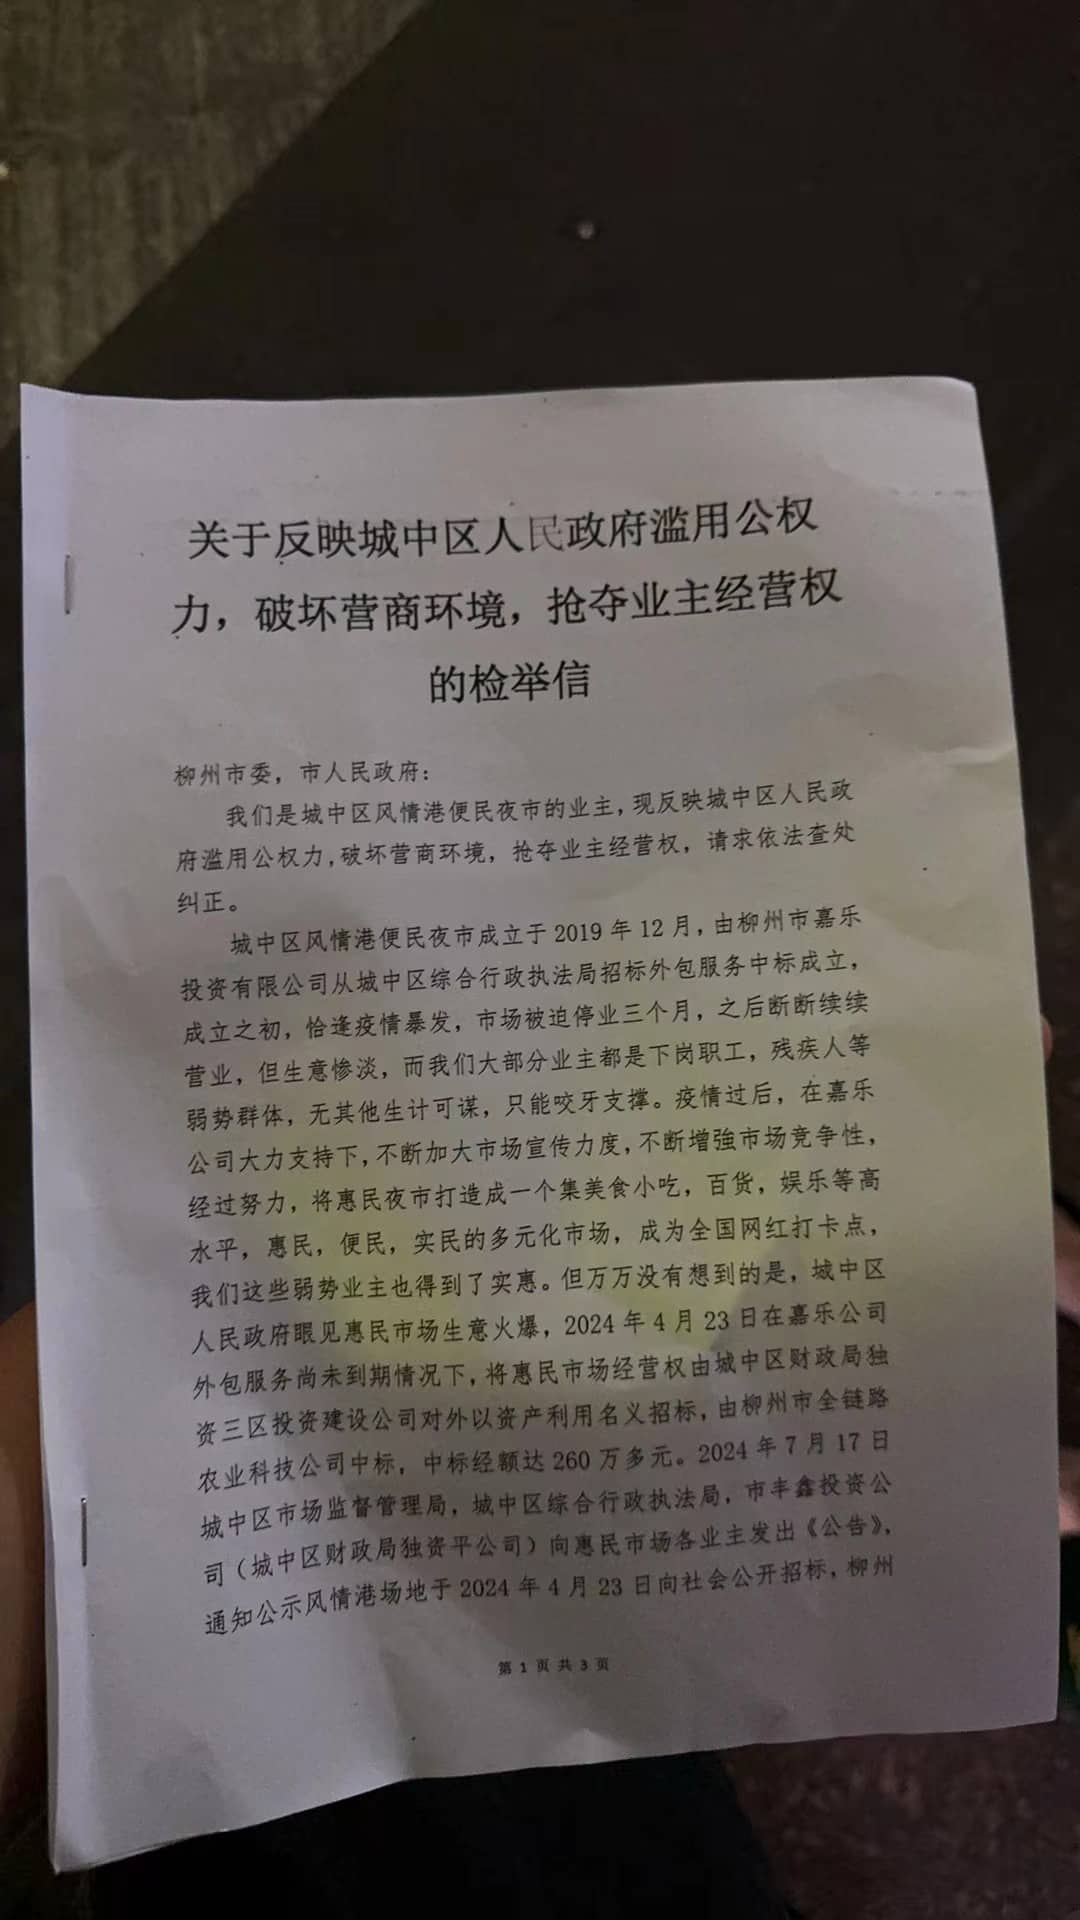 关于反映城中区人民政府滥用公权
力，破坏营商环境，抢夺业主经营权
的检举信
柳州市委，市人民政府：
我们是城中区风情港便民夜市的业主，现反映城中区人民政
府滥用公权力，破坏营商环境，抢夺业主经营权，请求依法查处
纠正。
城中区风情港便民夜市成立于 2019 年 12 月，由柳州市嘉乐
投资有限公司从城中区综合行政执法局招标外包服务中标成立，
成立之初，恰逢疫情暴发，市场被迫停业三个月，之后断断续续
营业，但生意惨淡，而我们大部分业主都是下岗职工，残疾人等
弱势群体，无其他生计可谋，只能咬牙支撑。疫情过后，在嘉乐
公司大力支持下，不断加大市场宣传力度，不断增強市场竞争性，
经过努力，将惠民夜市打造成一个集美食小吃，百货，娱乐等高
水平，惠民，便民，实民的多元化市场，成为全国网红打卡点，
我们这些弱势业主也得到了实惠。但万万没有想到的是，城中区
人民政府眼见惠民市场生意火爆，2024 年 4 月 23 日在嘉乐公司
外包服务尚未到期情况下，将惠民市场经营权由城中区财政局独
资三区投资建设公司对外以资产利用名义招标，由柳州市全链路
农业科技公司中标，中标经额达 260 万多元。2024 年 7 月 17 日
城中区市场监督管理局，城中区综合行政执法局，市丰鑫投资公
司（城中区财政局独资平公司）向惠民市场各业主发出《公告》，
通知公示风情港场地于 2024 年 4 月 23 日向社会公开招标，柳州
第 1 页 共 3 页